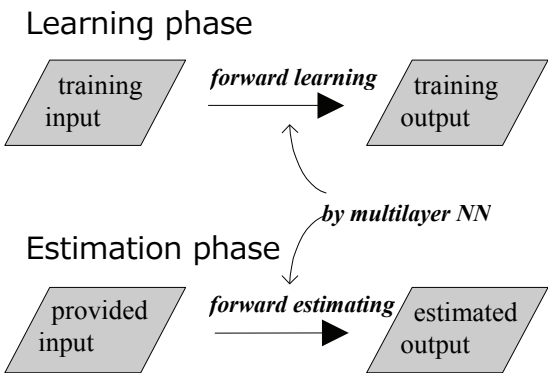 Learning phase
training
input
forward learning
training
output
by multilayer NN
Estimation phase
provided
input
forward estimating
estimated
output